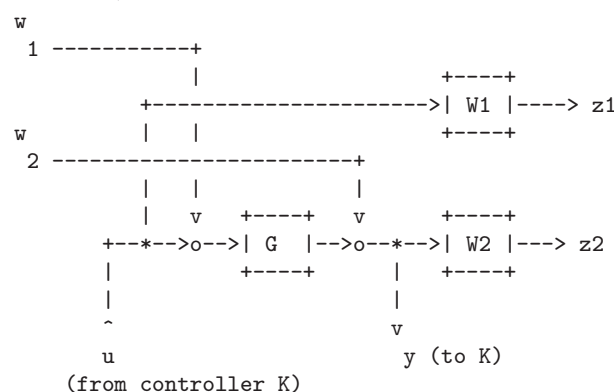 w
1 -----------+
|
+----+
+---------------------->| W1 |----> z1
w | | +----+
2 ------------------------+
| | |
| v +----+ v +----+
+--*-->o-->| G |-->o--*-->| W2 |---> z2
| +----+ | +----+
| |
^ v
u y (to K)
(from controller K)